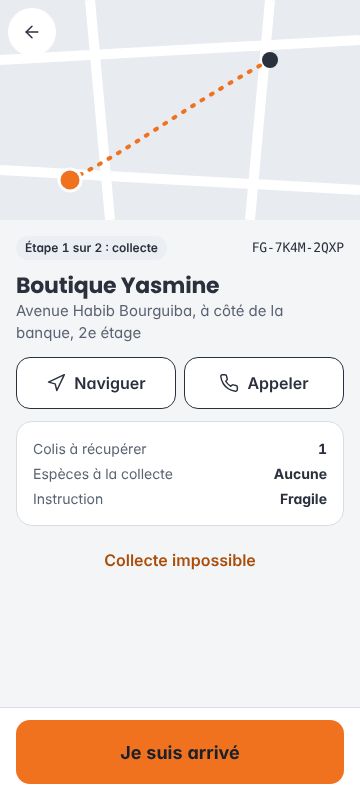 Étape 1 sur 2 : collecte
FG-7K4M-2QXP
Boutique Yasmine
Avenue Habib Bourguiba, à côté de la
banque, 2e étage
Naviguer
Appeler
Colis à récupérer 1
Espèces à la collecte Aucune
Instruction Fragile
Collecte impossible
Je suis arrivé